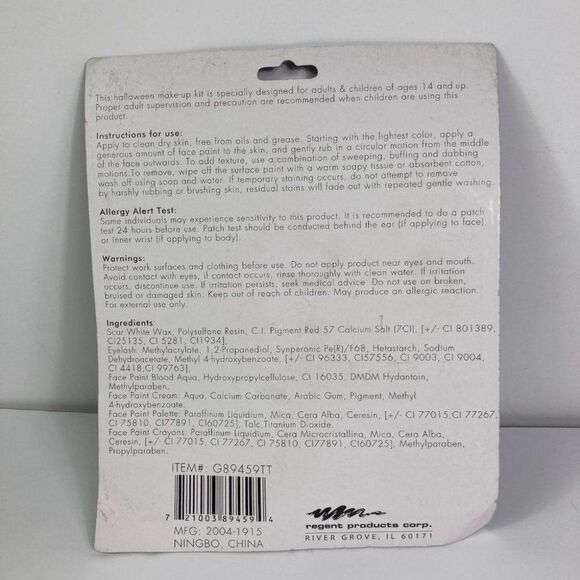 This halloween make-up kit is specially designed for adults & children of ages 14 and up.
Proper adult supervision and precaution are recommended when children are using this
product.
Instructions for use:
Apply to clean dry skin, free from oils and grease. Starting with the lightest color, apply a
generous amount of face paint to the skin, and gently rub in a circular motion from the middle
of the face outwards. To add texture, use a combination of sweeping, buffing and dabbing
motions.To remove, wipe off the surface paint with a warm soapy tissue or absorbent cotton,
wash off using soap and water. If temporary staining occurs, do not attempt to remove
by harshly rubbing or brushing skin, residual stains will fade out with repeated gentle washing.
Allergy Alert Test:
Some individuals may experience sensitivity to this product. It is recommended to do a patch
test 24 hours before use. Patch test should be conducted behind the ear (if applying to face)
or inner wrist (if applying to body).
Warnings:
Protect work surfaces and clothing before use. Do not apply product near eyes and mouth.
Avoid contact with eyes, if contact occurs, rinse thoroughly with clean water. If irritation
occurs, discontinue use. If irritation persists, seek medical advice. Do not use on broken,
bruised or damaged skin. Keep out of reach of children. May produce an allergic reaction.
For external use only.
Ingredients:
Scar White Wax, Polysulfone Resin, C.I. Pigment Red 57 Calcium Salt (7CI), [+/- CI 801389,
CI25135, CI 5281, CI1934],
Eyelash: Methylacrylate, 1,2-Propanediol, Synperonic Pe(R)/F68, Hetastarch, Sodium
Dehydroacetate, Methyl 4-hydroxybenzoate, [+/- CI 96333, CI57556, CI 9003, CI 9004,
CI 4418,CI 99763].
Face Paint Blood:Aqua, Hydroxypropylcellulose, CI 16035, DMDM Hydantoin,
Methylparaben.
Face Paint Cream: Aqua, Calcium Carbonate, Arabic Gum, Pigment, Methyl
4-hydroxybenzoate.
Face Paint Palette: Paraffinum Liquidium, Mica, Cera Alba, Ceresin, [+/- CI 77015,CI 77267,
CI 75810, CI77891, CI60725], Talc,Titanium Dioxide.
Face Paint Crayons: Paraffinum Liquidium, Cera Microcristallina, Mica, Cera Alba,
Ceresin, [+/- CI 77015, CI 77267, CI 75810, CI77891, CI60725], Methylparaben,
Propylparaben.
ITEM#: G89459TT
7 21003 89459 4
MFG: 2004-1915
NINGBO, CHINA
regent products corp.
RIVER GROVE, IL 60171